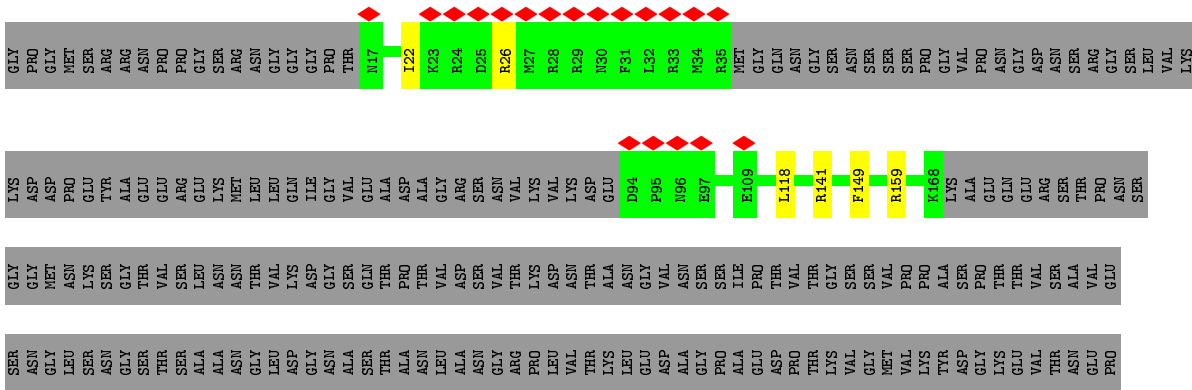 GLY PRO GLY MET SER ARG ARG ASN PRO PRO GLY SER ARG ASN GLY GLY GLY PRO THR N17 I22 K23 R24 D25 R26 M27 R28 R29 N30 F31 L32 R33 M34 R35 MET GLY GLN ASN GLY SER ASN SER SER SER PRO GLY VAL PRO ASN GLY ASP ASN SER ARG GLY SER LEU VAL LYS
LYS ASP ASP PRO GLU TYR ALA GLU GLU ARG GLU LYS MET LEU LEU GLN ILE GLY VAL GLU ALA ASP ALA GLY ARG SER ASN VAL LYS VAL LYS ASP GLU D94 P95 N96 E97 E109 L118 R141 F149 R159 K168 LYS ALA GLU GLN GLU ARG SER THR PRO ASN SER
GLY GLY MET ASN LYS SER GLY THR VAL SER LEU ASN ASN THR VAL LYS ASP GLY SER GLN THR PRO THR VAL ASP SER VAL THR LYS ASP ASN THR ALA ASN GLY VAL ASN SER SER ILE PRO THR VAL THR GLY SER SER VAL PRO PRO ALA SER PRO THR THR VAL SER ALA VAL GLU
SER ASN GLY LEU SER ASN GLY SER THR SER ALA ALA ASN GLY LEU ASP GLY ASN ALA SER THR ALA ASN LEU ALA ASN GLY ARG PRO LEU VAL THR LYS LEU GLU ASP ALA GLY PRO ALA GLU ASP PRO THR LYS VAL GLY MET VAL LYS TYR ASP GLY LYS GLU VAL THR ASN GLU PRO